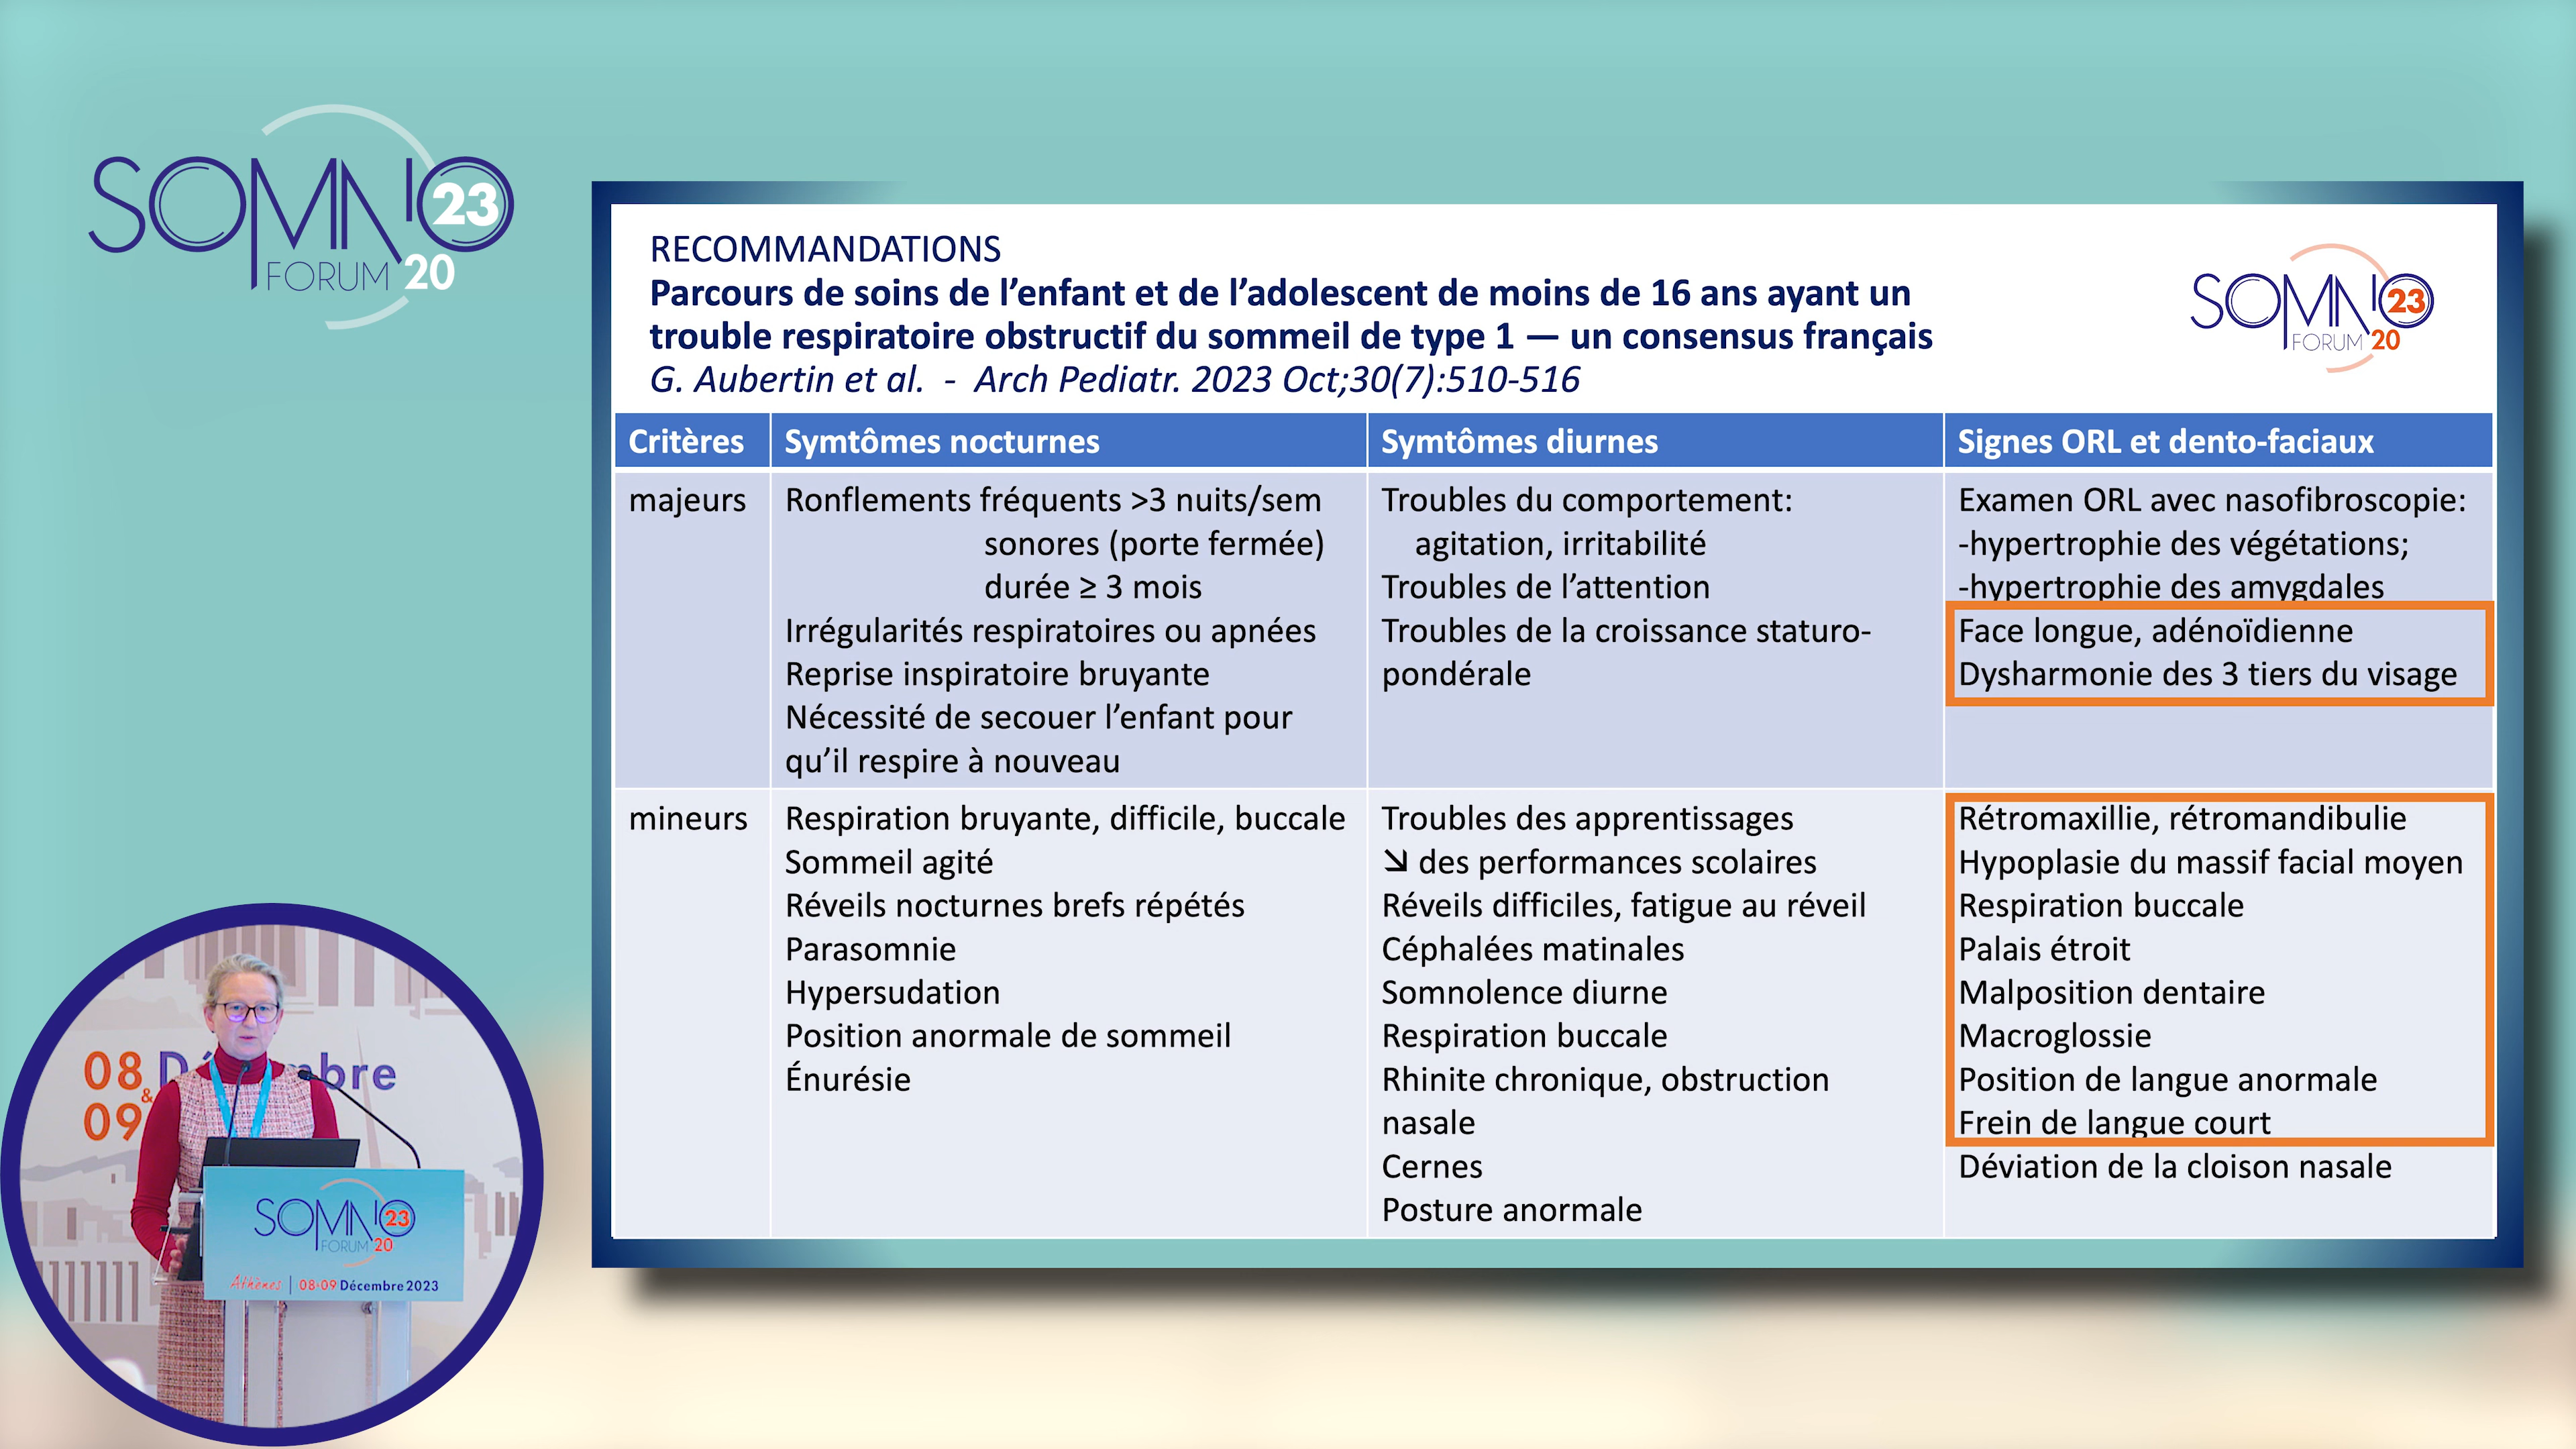 SOMNIO 23
FORUM 20
RECOMMANDATIONS
Parcours de soins de l’enfant et de l’adolescent de moins de 16 ans ayant un
trouble respiratoire obstructif du sommeil de type 1 — un consensus français
G. Aubertin et al.  -  Arch Pediatr. 2023 Oct;30(7):510-516
SOMNIO 23
FORUM 20
Critères
Symtômes nocturnes
Symtômes diurnes
Signes ORL et dento-faciaux
majeurs
Ronflements fréquents >3 nuits/sem
sonores (porte fermée)
durée ≥ 3 mois
Irrégularités respiratoires ou apnées
Reprise inspiratoire bruyante
Nécessité de secouer l’enfant pour
qu’il respire à nouveau
Troubles du comportement:
agitation, irritabilité
Troubles de l’attention
Troubles de la croissance staturo-
pondérale
Examen ORL avec nasofibroscopie:
-hypertrophie des végétations;
-hypertrophie des amygdales
Face longue, adénoïdienne
Dysharmonie des 3 tiers du visage
mineurs
Respiration bruyante, difficile, buccale
Sommeil agité
Réveils nocturnes brefs répétés
Parasomnie
Hypersudation
Position anormale de sommeil
Énurésie
Troubles des apprentissages
↘ des performances scolaires
Réveils difficiles, fatigue au réveil
Céphalées matinales
Somnolence diurne
Respiration buccale
Rhinite chronique, obstruction
nasale
Cernes
Posture anormale
Rétromaxillie, rétromandibulie
Hypoplasie du massif facial moyen
Respiration buccale
Palais étroit
Malposition dentaire
Macroglossie
Position de langue anormale
Frein de langue court
Déviation de la cloison nasale
08
&
09
SOMNIO 23
FORUM 20
Athènes | 08-09 Décembre 2023